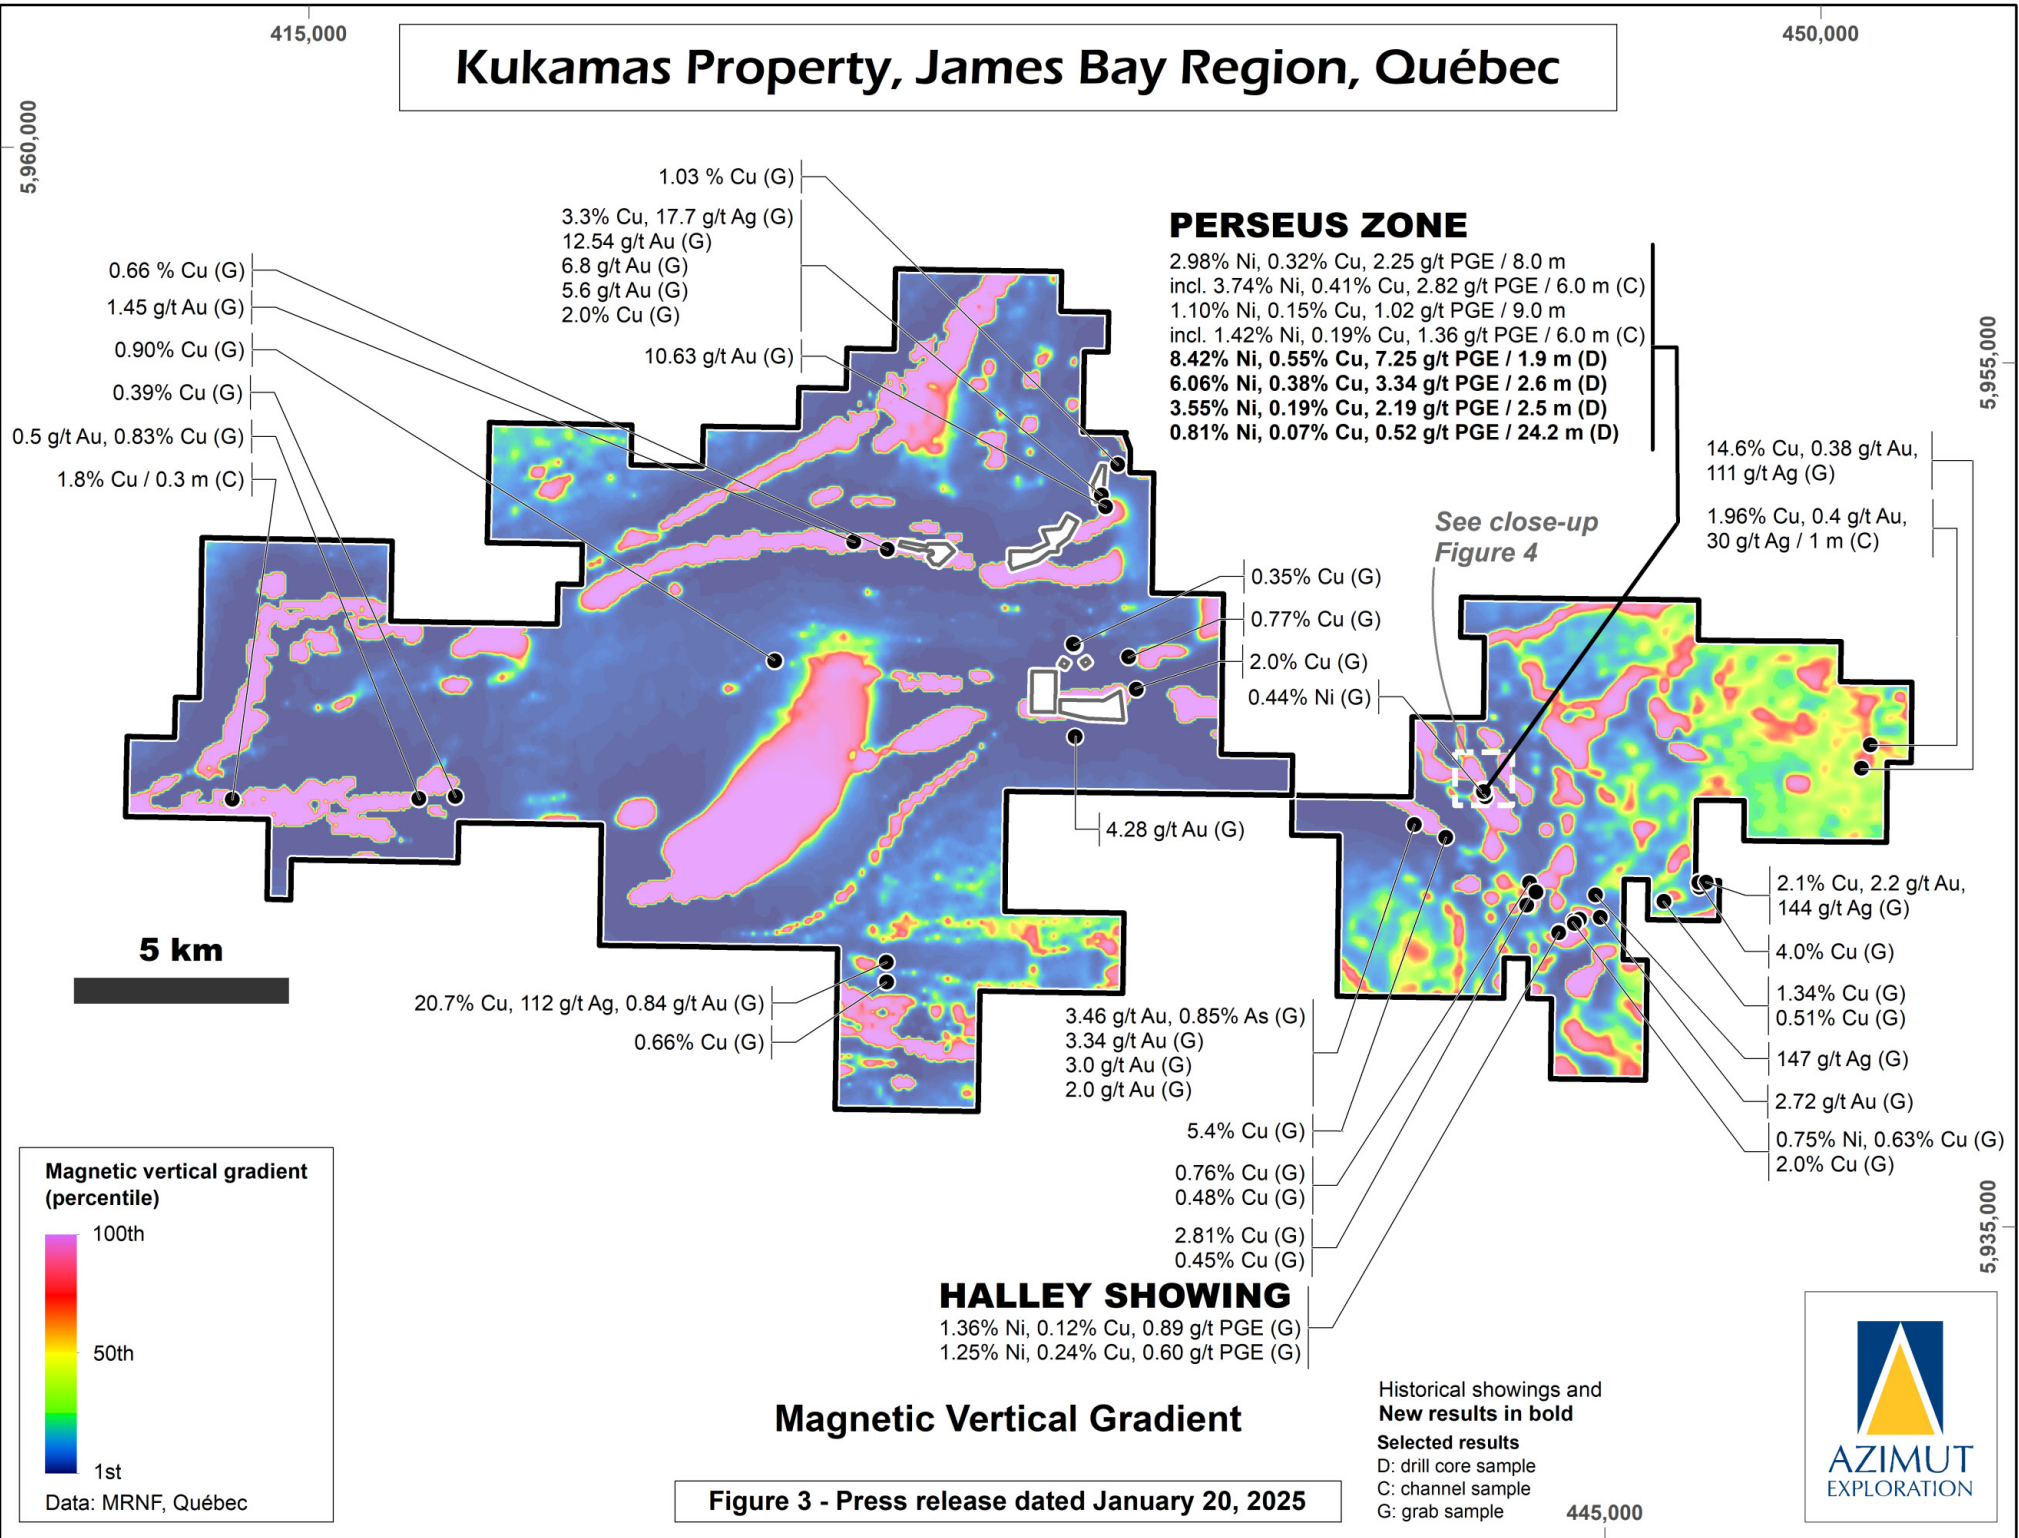 415,000
450,000
Kukamas Property, James Bay Region, Québec
5,960,000
1.03 % Cu (G)
3.3% Cu, 17.7 g/t Ag (G)
12.54 g/t Au (G)
6.8 g/t Au (G)
5.6 g/t Au (G)
2.0% Cu (G)
10.63 g/t Au (G)
0.66 % Cu (G)
1.45 g/t Au (G)
0.90% Cu (G)
0.39% Cu (G)
0.5 g/t Au, 0.83% Cu (G)
1.8% Cu / 0.3 m (C)
PERSEUS ZONE
2.98% Ni, 0.32% Cu, 2.25 g/t PGE / 8.0 m
incl. 3.74% Ni, 0.41% Cu, 2.82 g/t PGE / 6.0 m (C)
1.10% Ni, 0.15% Cu, 1.02 g/t PGE / 9.0 m
incl. 1.42% Ni, 0.19% Cu, 1.36 g/t PGE / 6.0 m (C)
8.42% Ni, 0.55% Cu, 7.25 g/t PGE / 1.9 m (D)
6.06% Ni, 0.38% Cu, 3.34 g/t PGE / 2.6 m (D)
3.55% Ni, 0.19% Cu, 2.19 g/t PGE / 2.5 m (D)
0.81% Ni, 0.07% Cu, 0.52 g/t PGE / 24.2 m (D)
5,955,000
14.6% Cu, 0.38 g/t Au,
111 g/t Ag (G)
1.96% Cu, 0.4 g/t Au,
30 g/t Ag / 1 m (C)
See close-up
Figure 4
0.35% Cu (G)
0.77% Cu (G)
2.0% Cu (G)
0.44% Ni (G)
4.28 g/t Au (G)
5 km
20.7% Cu, 112 g/t Ag, 0.84 g/t Au (G)
0.66% Cu (G)
3.46 g/t Au, 0.85% As (G)
3.34 g/t Au (G)
3.0 g/t Au (G)
2.0 g/t Au (G)
5.4% Cu (G)
0.76% Cu (G)
0.48% Cu (G)
2.81% Cu (G)
0.45% Cu (G)
HALLEY SHOWING
1.36% Ni, 0.12% Cu, 0.89 g/t PGE (G)
1.25% Ni, 0.24% Cu, 0.60 g/t PGE (G)
2.1% Cu, 2.2 g/t Au,
144 g/t Ag (G)
4.0% Cu (G)
1.34% Cu (G)
0.51% Cu (G)
147 g/t Ag (G)
2.72 g/t Au (G)
0.75% Ni, 0.63% Cu (G)
2.0% Cu (G)
5,935,000
Magnetic vertical gradient
(percentile)
100th
50th
1st
Data: MRNF, Québec
Magnetic Vertical Gradient
Figure 3 - Press release dated January 20, 2025
Historical showings and
New results in bold
Selected results
D: drill core sample
C: channel sample
G: grab sample
445,000
AZIMUT
EXPLORATION